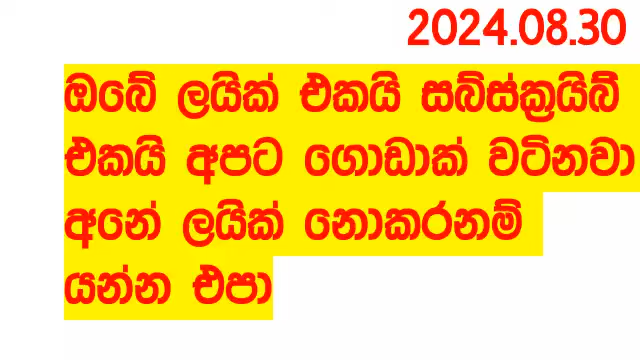 2024.08.30
ඔබේ ලයික් එකයි සබ්ස්ක්‍රයිබ්
එකයි අපට ගොඩාක් වටිනවා
අනේ ලයික් නොකරනම්
යන්න එපා